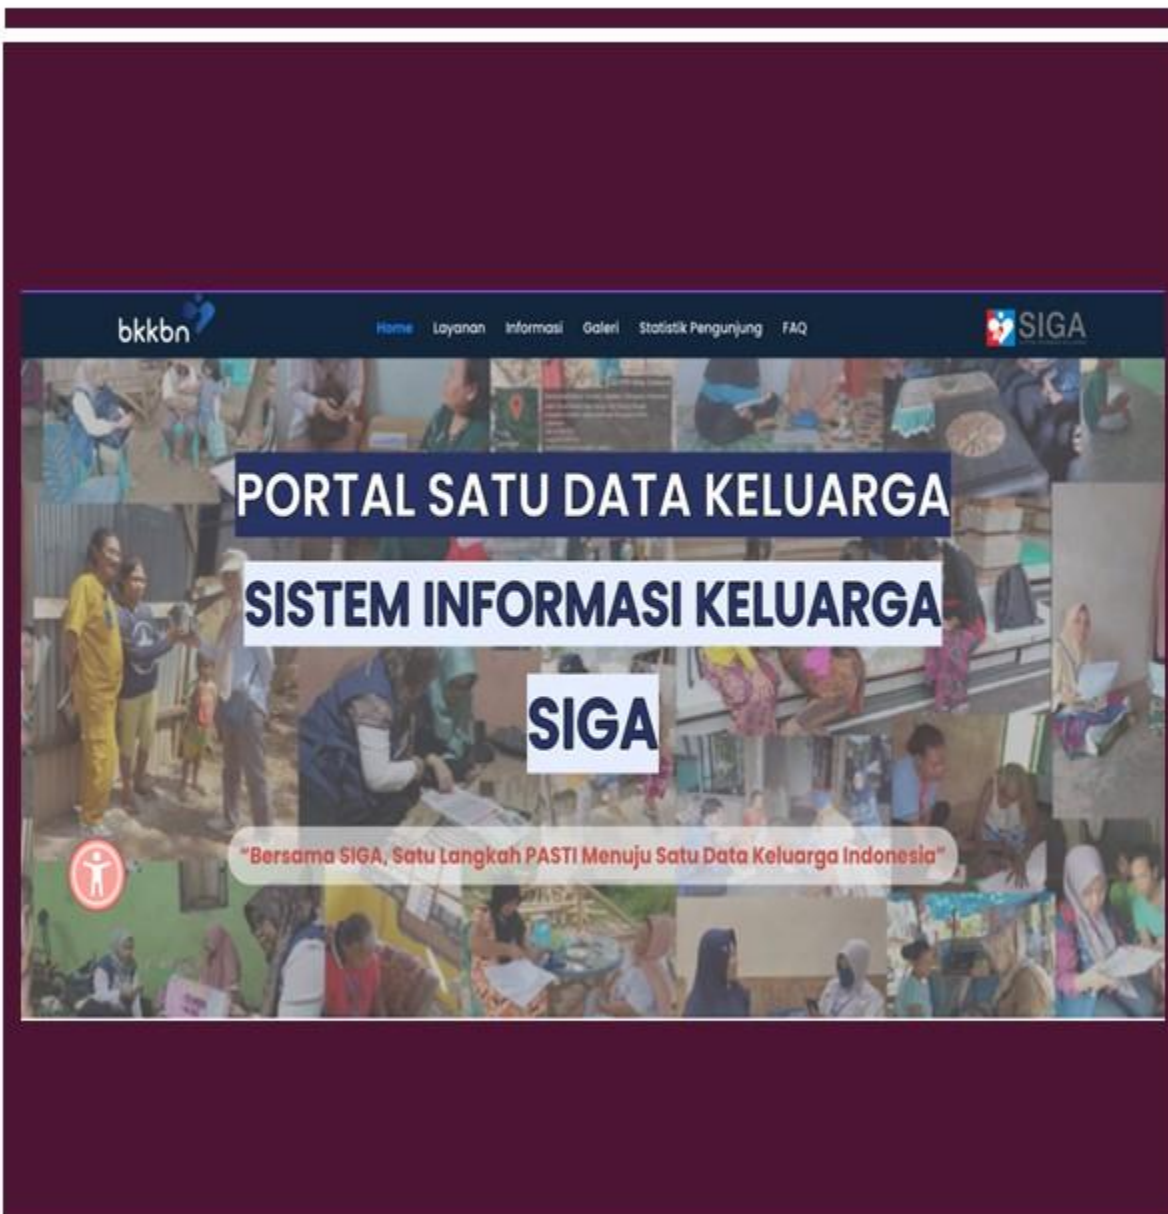 bkkbn
Home Layanan Informasi Galeri Statistik Pengunjung FAQ
SIGA
PORTAL SATU DATA KELUARGA
SISTEM INFORMASI KELUARGA
SIGA
"Bersama SIGA, Satu Langkah PASTI Menuju Satu Data Keluarga Indonesia"